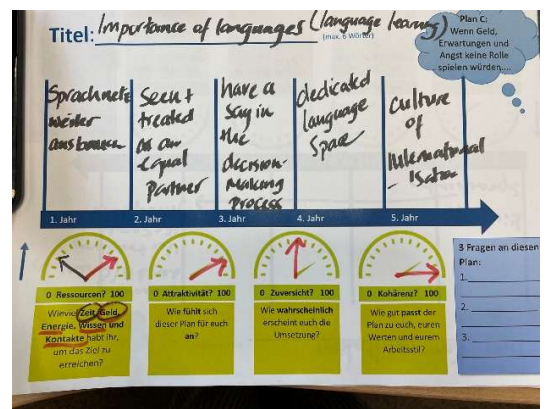 Titel: Importance of languages (language learning)
(max. 6 Wörter)
Plan C:
Wenn Geld,
Erwartungen und
Angst keine Rolle
spielen würden....
Sprachnetz
weiter
ausbauen
Seen +
treated
as an
equal
partner
have a
say in
the
decision-
making
process
dedicated
language
space
culture
of
internationali
-sation
1. Jahr
2. Jahr
3. Jahr
4. Jahr
5. Jahr
0 Ressourcen? 100
Wieviel Zeit, Geld,
Energie, Wissen und
Kontakte habt ihr,
um das Ziel zu
erreichen?
0 Attraktivität? 100
Wie fühlt sich
dieser Plan für euch
an?
0 Zuversicht? 100
Wie wahrscheinlich
erscheint euch die
Umsetzung?
0 Kohärenz? 100
Wie gut passt der
Plan zu euch, euren
Werten und eurem
Arbeitsstil?
3 Fragen an diesen
Plan:
1.
2.
3.